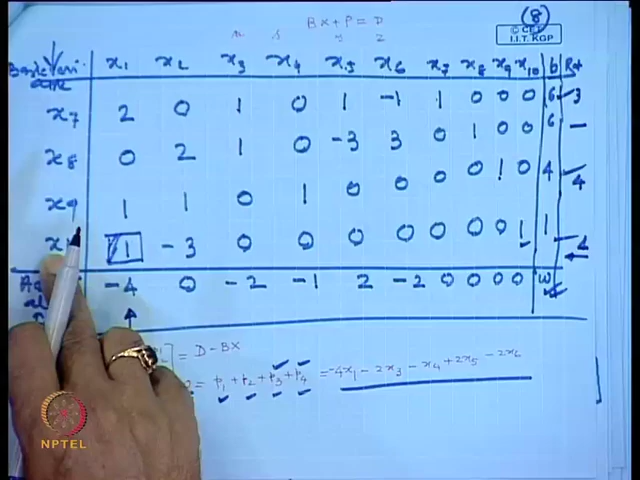 BX + P = D
8
© CET
I.I.T. KGP
x1 x2 x3 x4 x5 x6 x7 x8 x9 x10 b
x7 2 0 1 0 1 -1 1 0 0 0 6 3
x8 0 2 1 0 -3 3 0 1 0 0 6 -
x9 1 1 0 1 0 0 0 0 1 0 4 4
1 -3 0 0 0 0 0 0 0 1 1
-4 0 -2 -1 2 -2 0 0 0 0 w
= D - BX
= p1 + p2 + p3 + p4 = -4x1 - 2x3 - x4 + 2x5 - 2x6
NPTEL